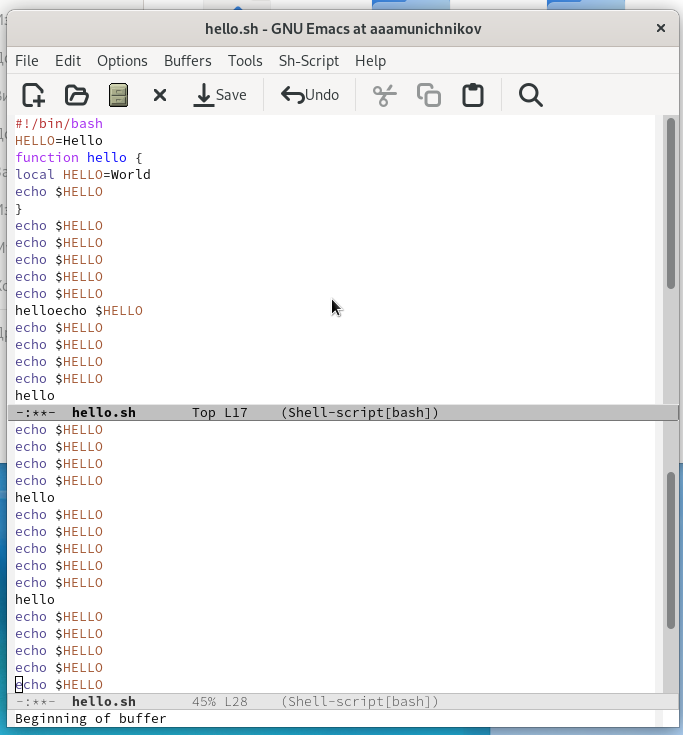 hello.sh - GNU Emacs at aaamunichnikov
File Edit Options Buffers Tools Sh-Script Help
Save Undo
#!/bin/bash
HELLO=Hello
function hello {
local HELLO=World
echo $HELLO
}
echo $HELLO
echo $HELLO
echo $HELLO
echo $HELLO
echo $HELLO
helloecho $HELLO
echo $HELLO
echo $HELLO
echo $HELLO
echo $HELLO
hello
-:**- hello.sh Top L17 (Shell-script[bash])
echo $HELLO
echo $HELLO
echo $HELLO
echo $HELLO
hello
echo $HELLO
echo $HELLO
echo $HELLO
echo $HELLO
echo $HELLO
hello
echo $HELLO
echo $HELLO
echo $HELLO
echo $HELLO
echo $HELLO
-:**- hello.sh 45% L28 (Shell-script[bash])
Beginning of buffer